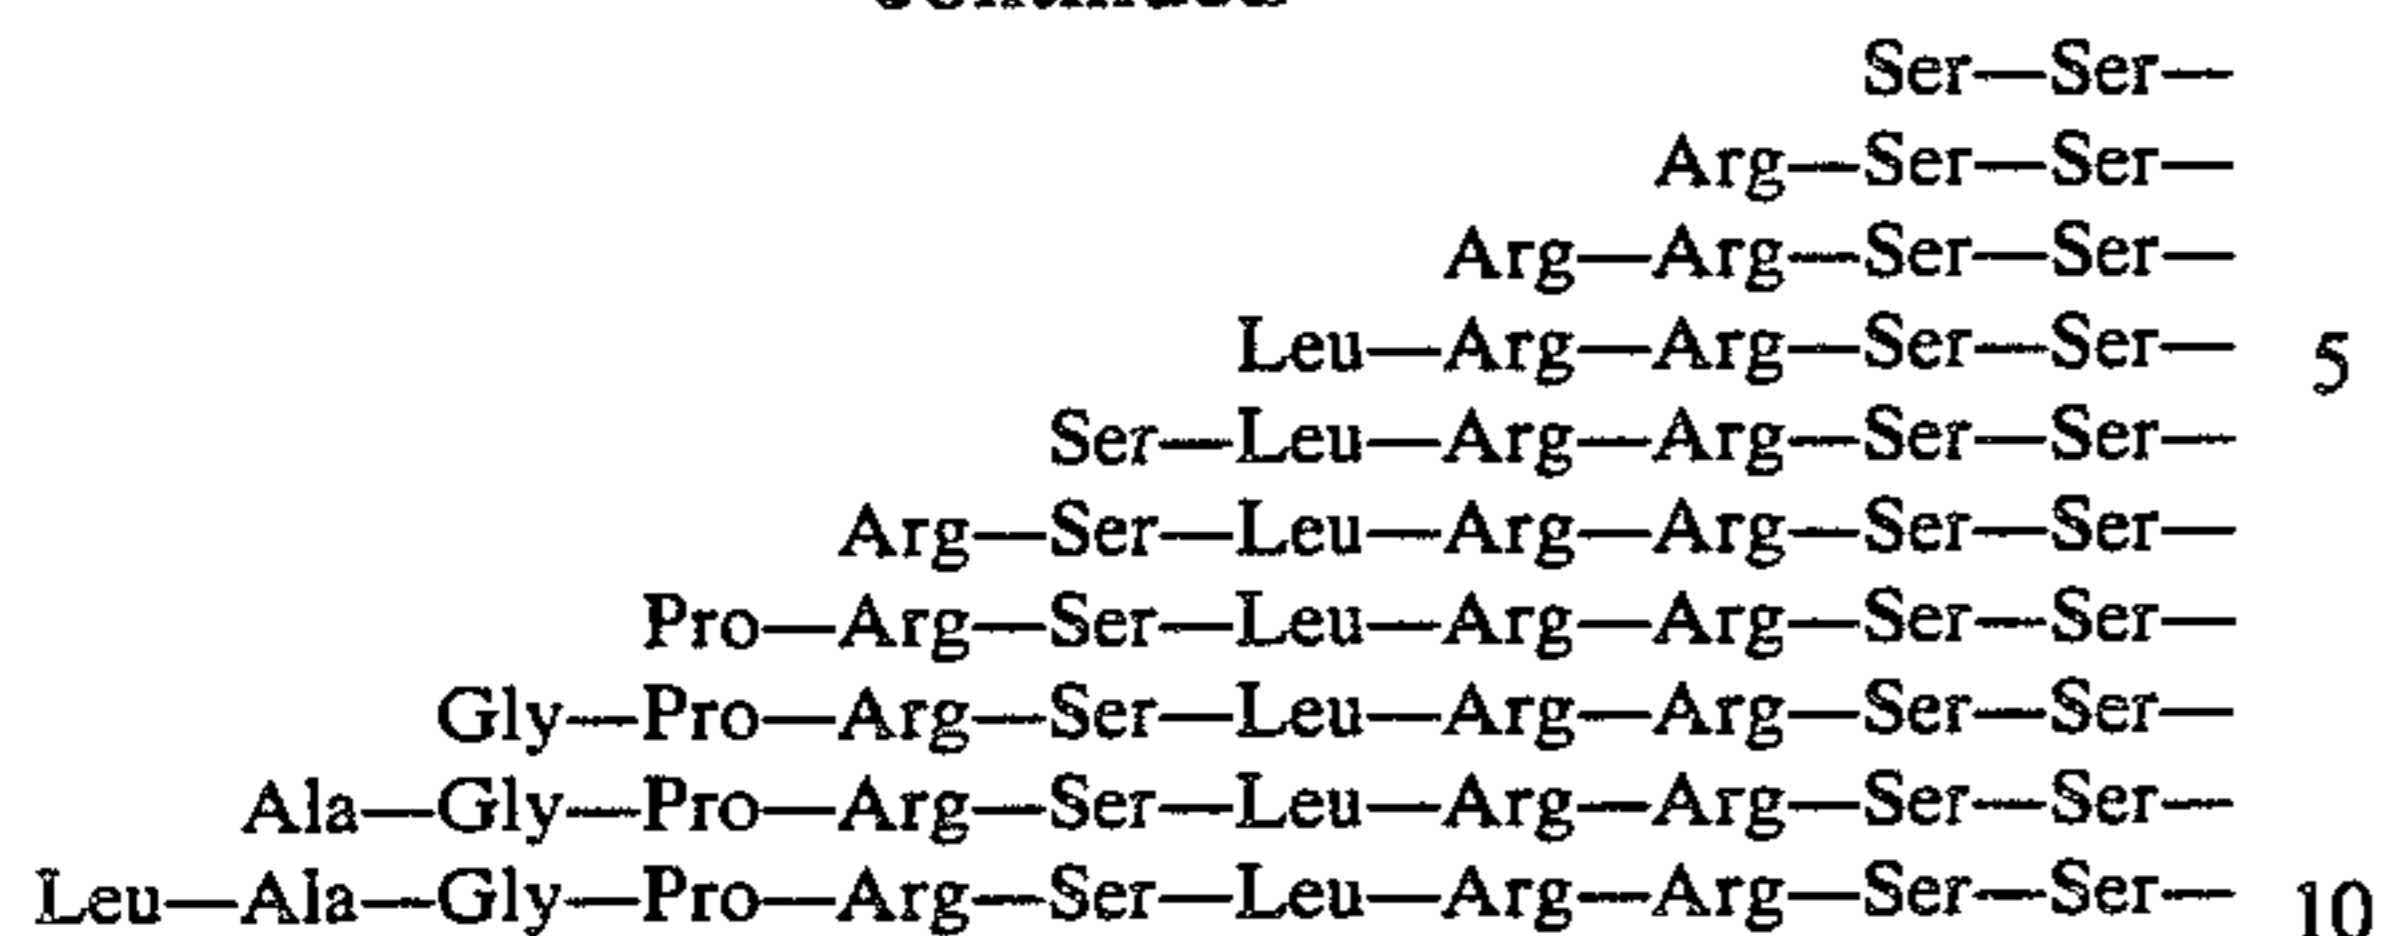 Ser—Ser—
Arg—Ser—Ser—
Arg—Arg—Ser—Ser—
Leu—Arg—Arg—Ser—Ser— 5
Ser—Leu—Arg—Arg—Ser—Ser—
Arg—Ser—Leu—Arg—Arg—Ser—Ser—
Pro—Arg—Ser—Leu—Arg—Arg—Ser—Ser—
Gly—Pro—Arg—Ser—Leu—Arg—Arg—Ser—Ser—
Ala—Gly—Pro—Arg—Ser—Leu—Arg—Arg—Ser—Ser—
Leu—Ala—Gly—Pro—Arg—Ser—Leu—Arg—Arg—Ser—Ser— 10